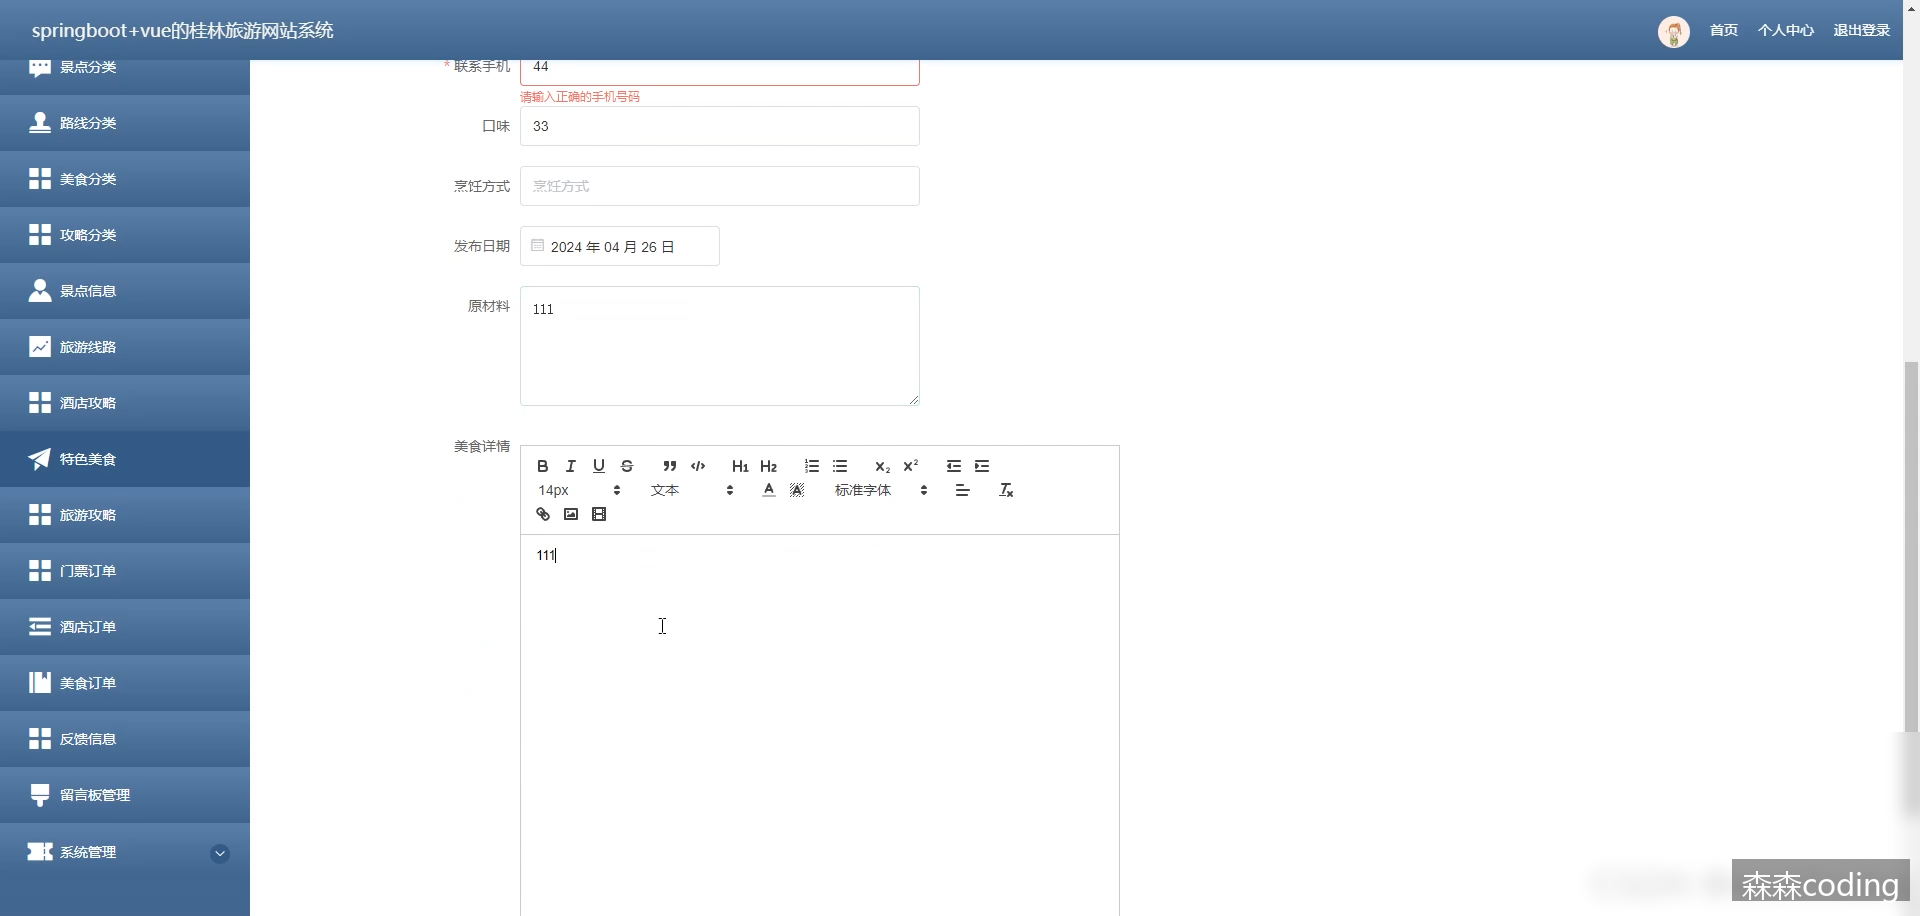 springboot+vue的桂林旅游网站系统
首页 个人中心 退出登录
景点分类
路线分类
美食分类
攻略分类
景点信息
旅游线路
酒店攻略
特色美食
旅游攻略
门票订单
酒店订单
美食订单
反馈信息
留言板管理
系统管理
* 联系手机 44
请输入正确的手机号码
口味 33
烹饪方式 烹饪方式
发布日期 2024 年 04 月 26 日
原材料 111
美食详情
B I U S H1 H2 X2 X2
14px 文本 A A 标准字体 Tx
111
森森coding